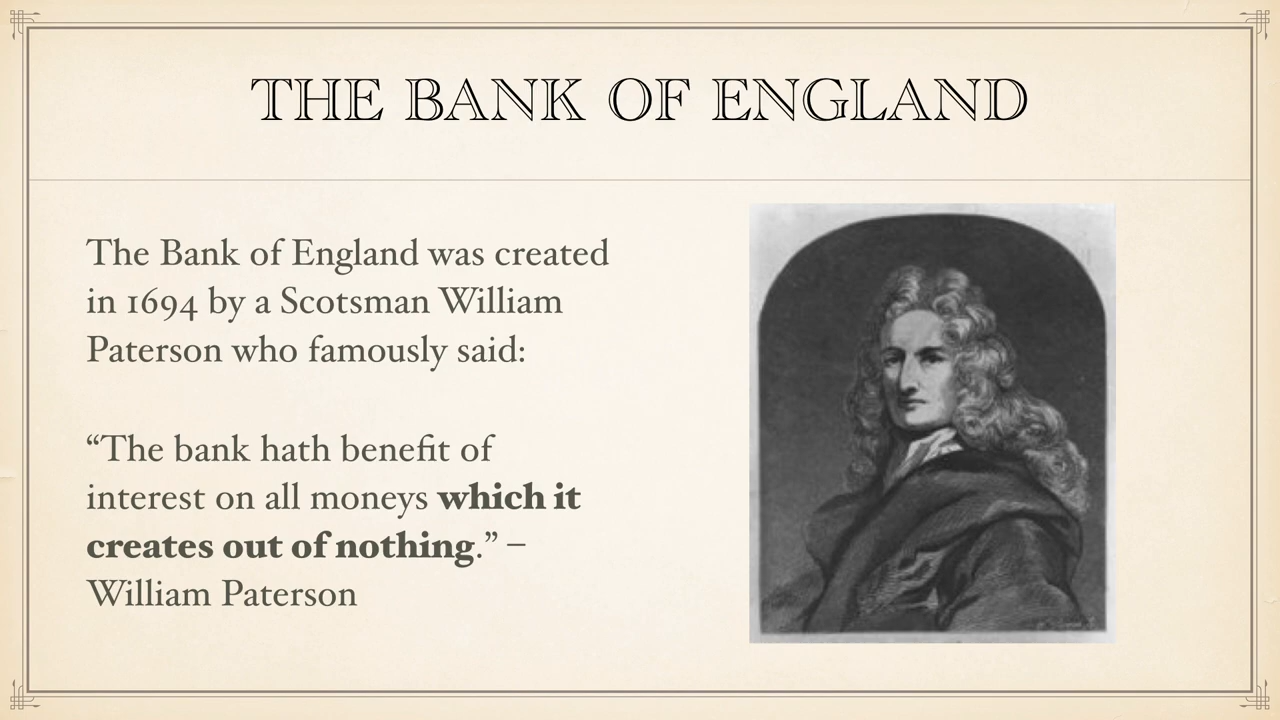 THE BANK OF ENGLAND
The Bank of England was created
in 1694 by a Scotsman William
Paterson who famously said:
“The bank hath benefit of
interest on all moneys which it
creates out of nothing.” –
William Paterson